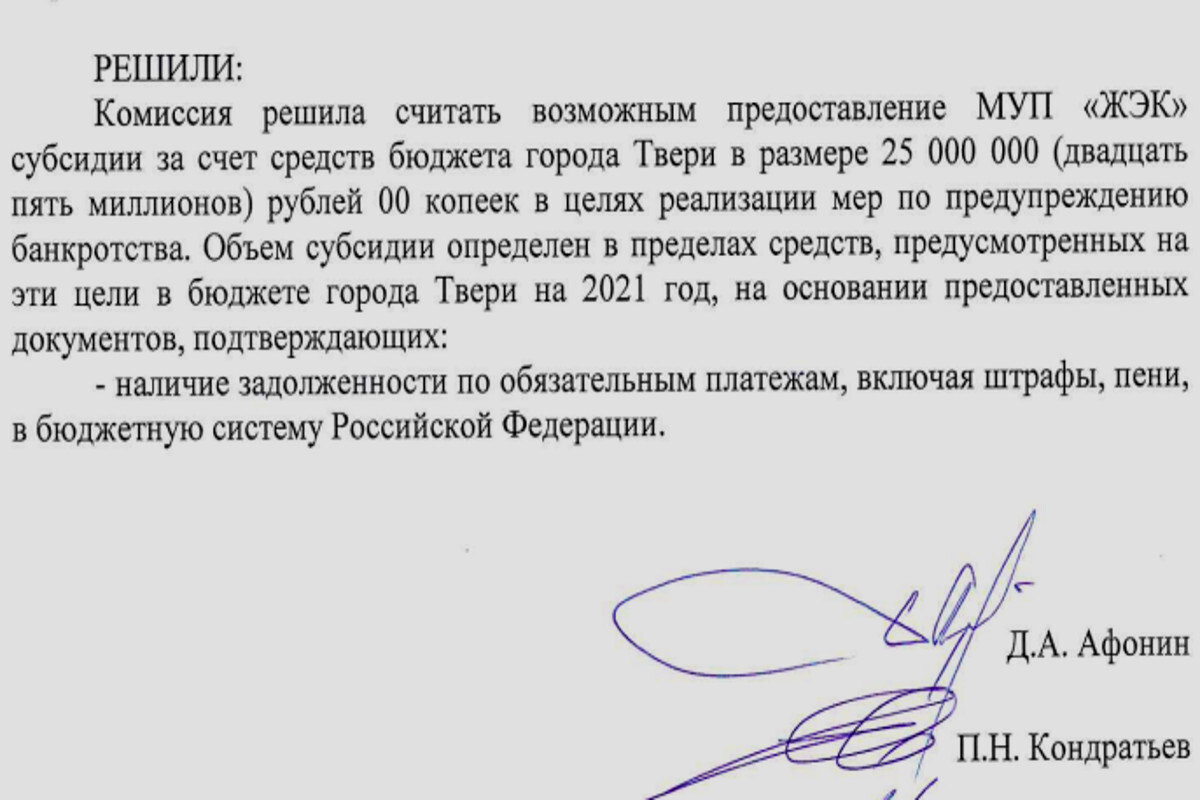 РЕШИЛИ:
Комиссия решила считать возможным предоставление МУП «ЖЭК»
субсидии за счет средств бюджета города Твери в размере 25 000 000 (двадцать
пять миллионов) рублей 00 копеек в целях реализации мер по предупреждению
банкротства. Объем субсидии определен в пределах средств, предусмотренных на
эти цели в бюджете города Твери на 2021 год, на основании предоставленных
документов, подтверждающих:
- наличие задолженности по обязательным платежам, включая штрафы, пени,
в бюджетную систему Российской Федерации.
Д.А. Афонин
П.Н. Кондратьев